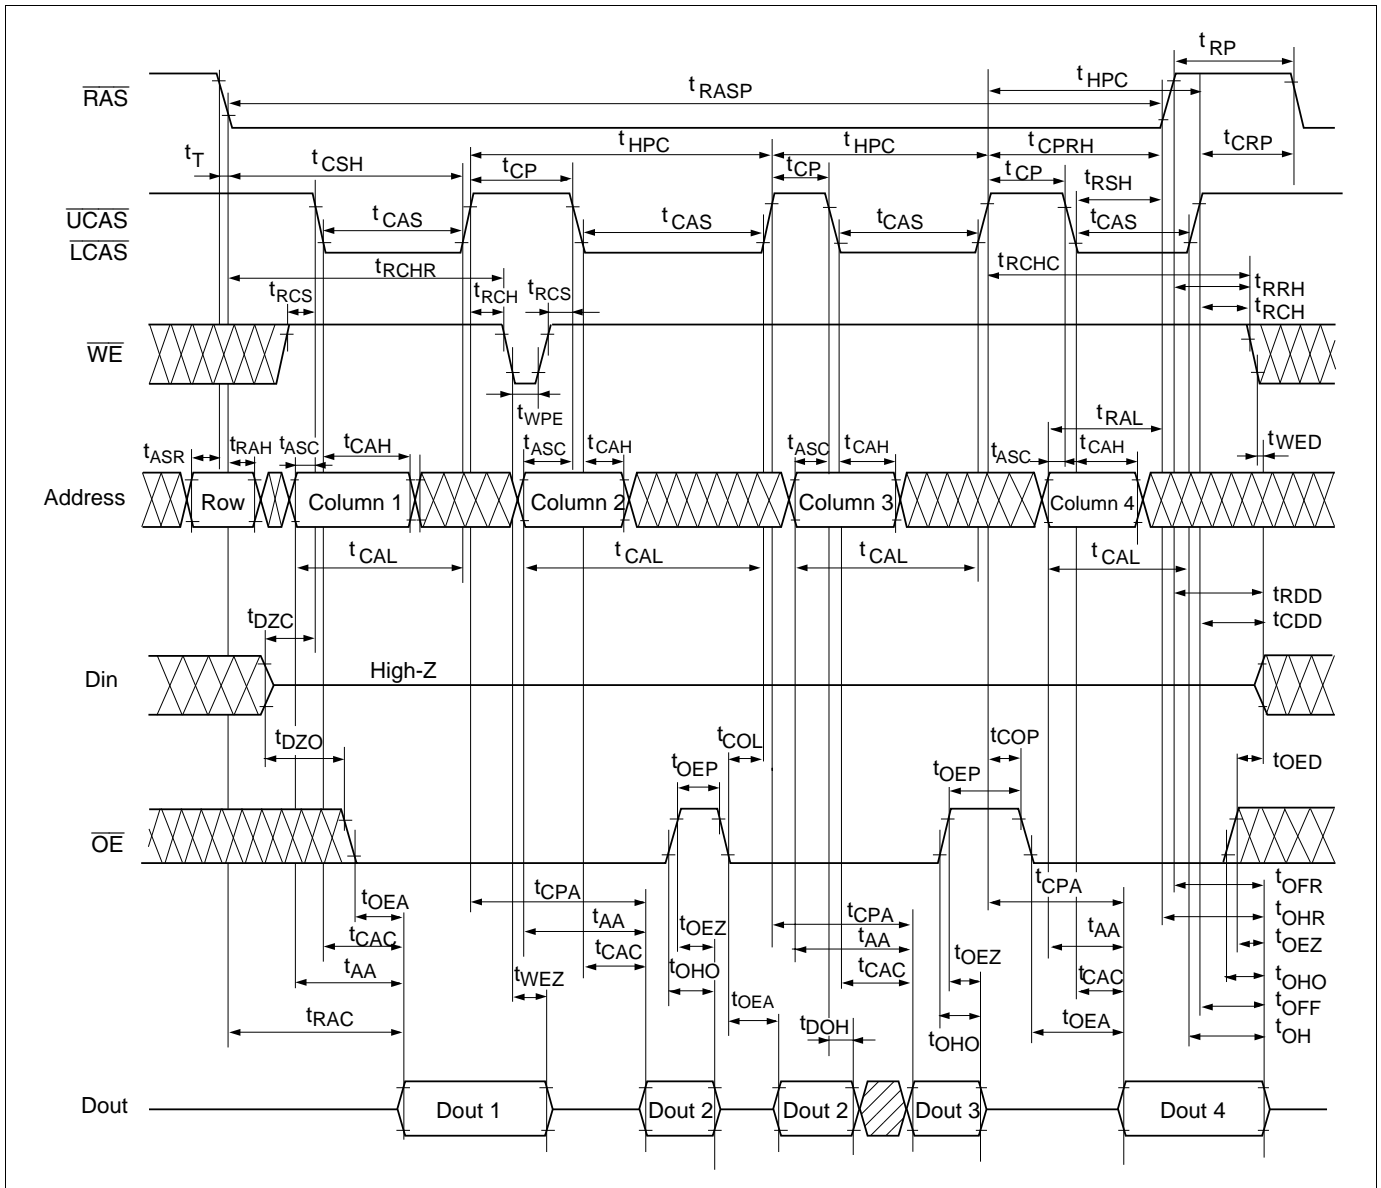 tRP
tHPC
RAS
tRASP
tHPC
tHPC
tCPRH
tCRP
tT
tCSH
tCP
tCP
tCP
tRSH
UCAS
LCAS
tCAS
tCAS
tCAS
tCAS
tRCHR
tRCHC
tRCS
tRCH
tRCS
tRRH
tRCH
WE
tWPE
tRAL
tWED
tASR
tRAH
tASC
tCAH
tASC
tCAH
tASC
tCAH
tASC
tCAH
Address
Row
Column 1
Column 2
Column 3
Column 4
tCAL
tCAL
tCAL
tCAL
tRDD
tCDD
tDZC
Din
High-Z
tDZO
tCOL
tCOP
tOED
tOEP
tOEP
OE
tOEA
tCPA
tCPA
tCPA
tOFR
tOHR
tCAC
tAA
tOEZ
tAA
tAA
tOEZ
tAA
tCAC
tOEZ
tCAC
tCAC
tOHO
tWEZ
tOHO
tOEA
tDOH
tOHO
tOFF
tRAC
tOEA
tOH
Dout
Dout 1
Dout 2
Dout 2
Dout 3
Dout 4